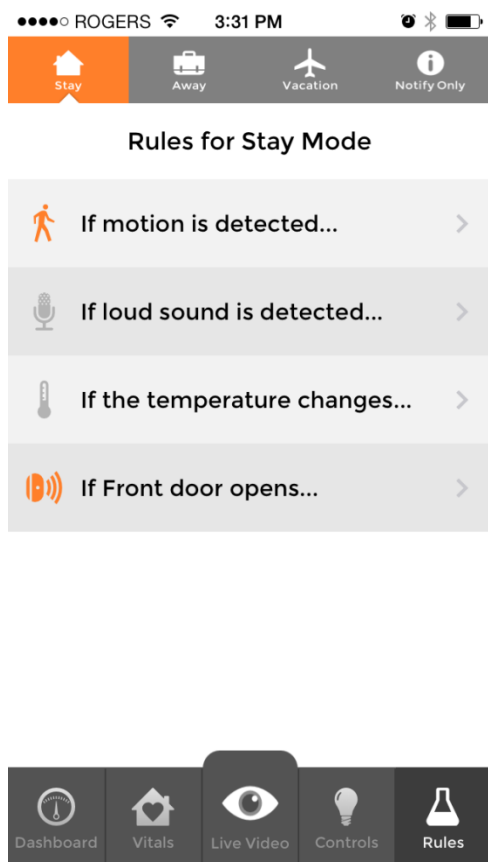 ROGERS 3:31 PM
Stay Away Vacation Notify Only
Rules for Stay Mode
If motion is detected...
If loud sound is detected...
If the temperature changes...
If Front door opens...
Dashboard Vitals Live Video Controls Rules